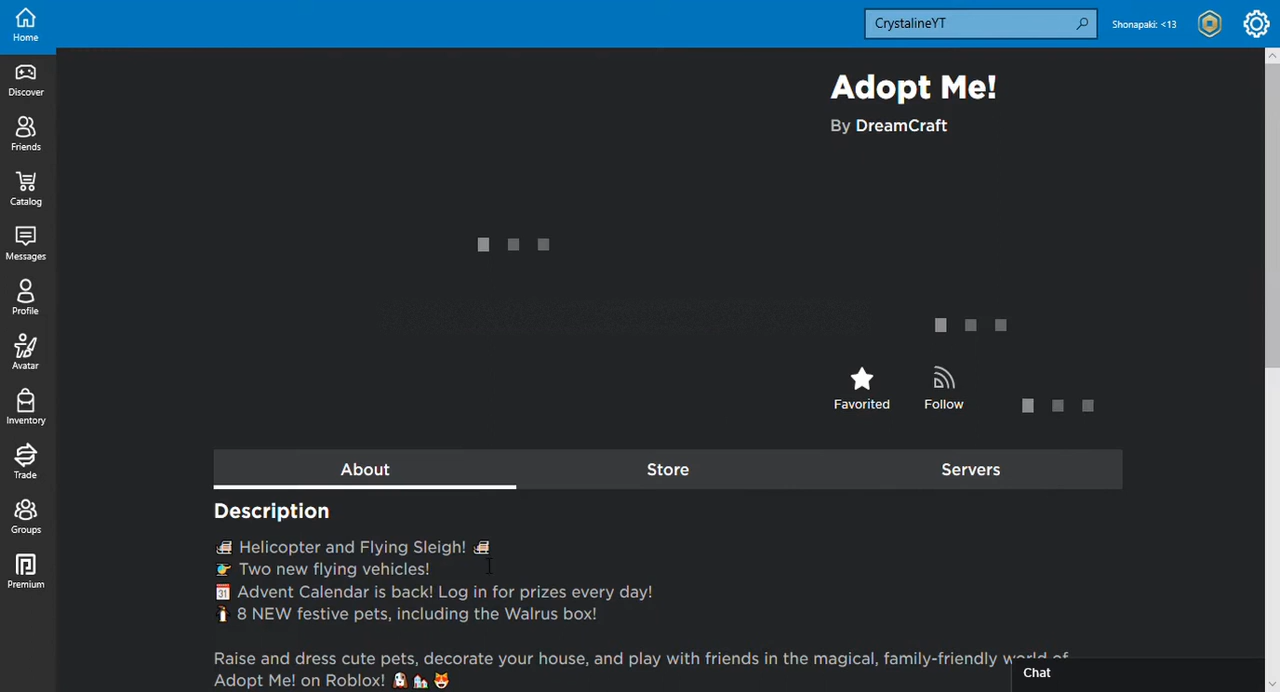 Home
CrystalineYT
Shonapaki: <13
Discover
Friends
Catalog
Messages
Profile
Avatar
Inventory
Trade
Groups
Premium
Adopt Me!
By DreamCraft
Favorited
Follow
About
Store
Servers
Description
Helicopter and Flying Sleigh!
Two new flying vehicles!
31 Advent Calendar is back! Log in for prizes every day!
8 NEW festive pets, including the Walrus box!
Raise and dress cute pets, decorate your house, and play with friends in the magical, family-friendly world of
Adopt Me! on Roblox!
Chat